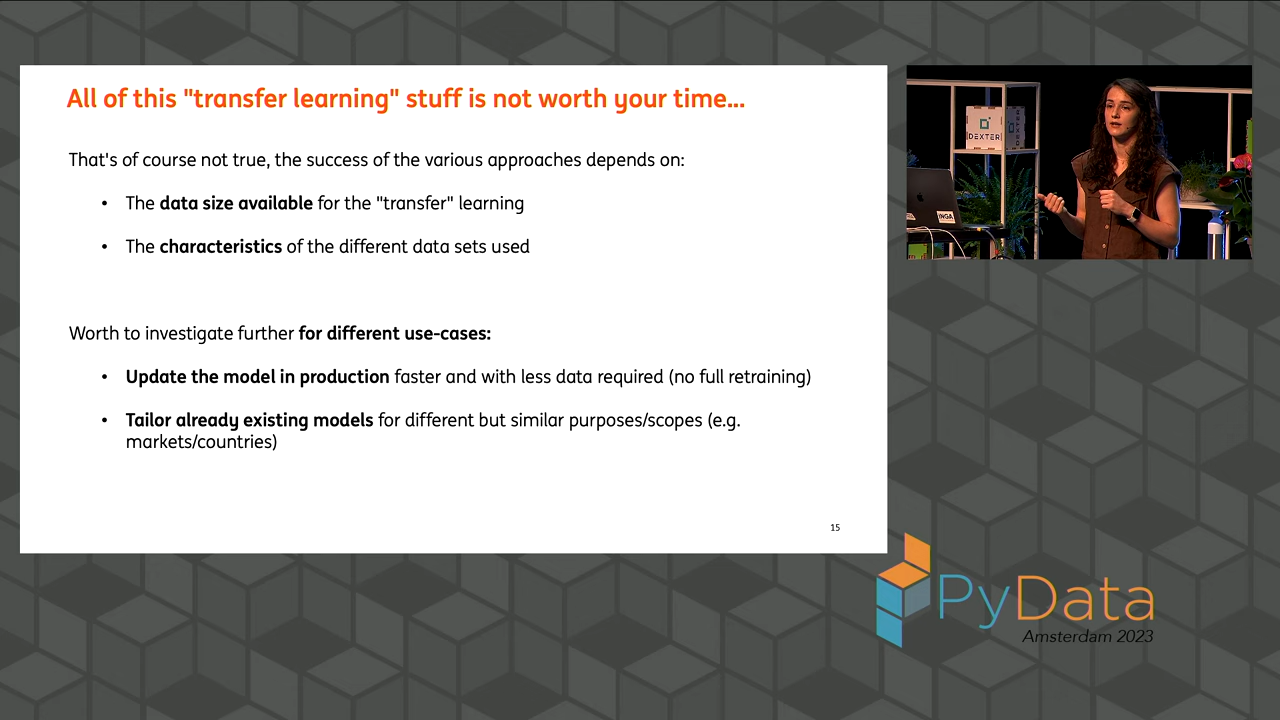 All of this "transfer learning" stuff is not worth your time...
That's of course not true, the success of the various approaches depends on:
• The data size available for the "transfer" learning
• The characteristics of the different data sets used
Worth to investigate further for different use-cases:
• Update the model in production faster and with less data required (no full retraining)
• Tailor already existing models for different but similar purposes/scopes (e.g.
markets/countries)
15
DEXTER
DEXTER
INGA
PyData
Amsterdam 2023